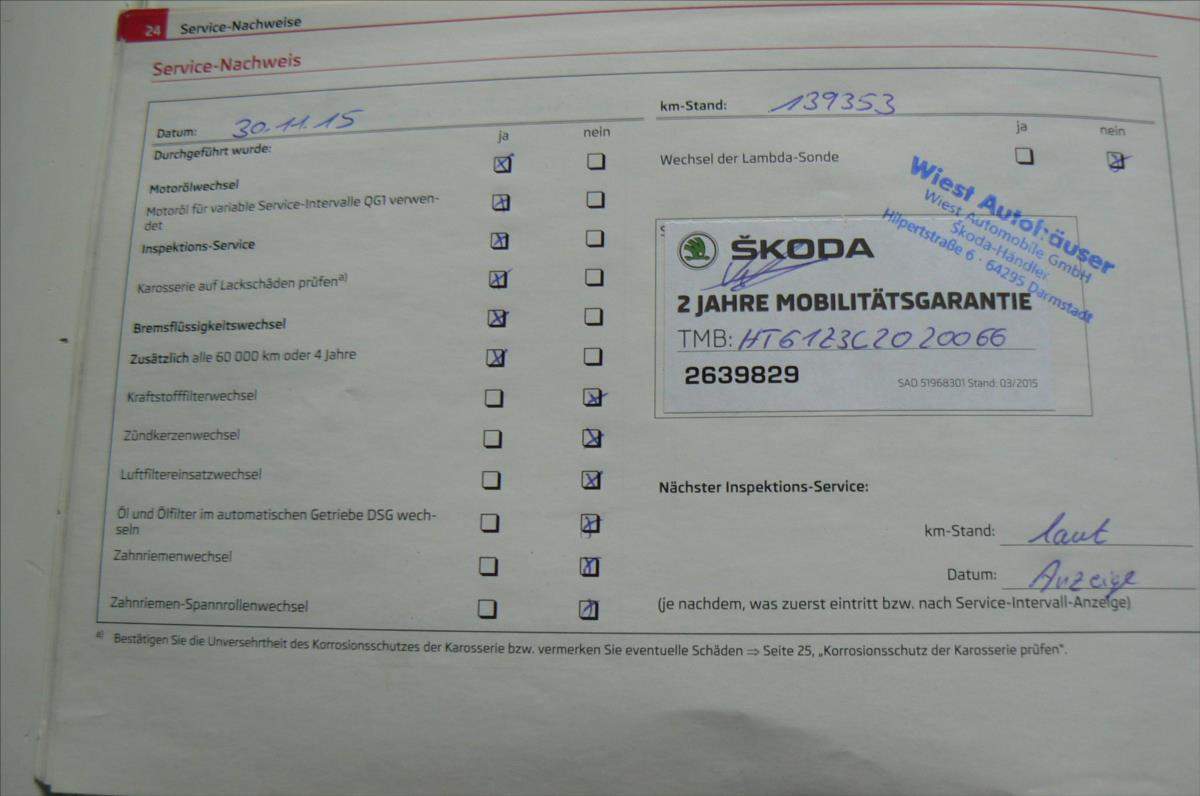 24 Service-Nachweise
Service-Nachweis
Datum: 30.11.15
ja nein
Durchgeführt wurde:
Motorölwechsel
Motoröl für variable Service-Intervalle QG1 verwen-
det
Inspektions-Service
Karosserie auf Lackschäden prüfen a)
Bremsflüssigkeitswechsel
Zusätzlich alle 60 000 km oder 4 Jahre
Kraftstofffilterwechsel
Zündkerzenwechsel
Luftfiltereinsatzwechsel
Öl und Ölfilter im automatischen Getriebe DSG wech-
seln
Zahnriemenwechsel
Zahnriemen-Spannrollenwechsel
km-Stand: 139353
ja nein
Wechsel der Lambda-Sonde
Wiest Autohäuser
Wiest Automobile GmbH
Škoda-Händler
Hilpertstraße 6 · 64295 Darmstadt
ŠKODA
2 JAHRE MOBILITÄTSGARANTIE
TMB: HT61Z3C2020066
2639829
SAD 51968301 Stand: 03/2015
Nächster Inspektions-Service:
km-Stand: laut
Datum: Anzeige
(je nachdem, was zuerst eintritt bzw. nach Service-Intervall-Anzeige)
a) Bestätigen Sie die Unversehrtheit des Korrosionsschutzes der Karosserie bzw. vermerken Sie eventuelle Schäden ⇒ Seite 25, „Korrosionsschutz der Karosserie prüfen“.